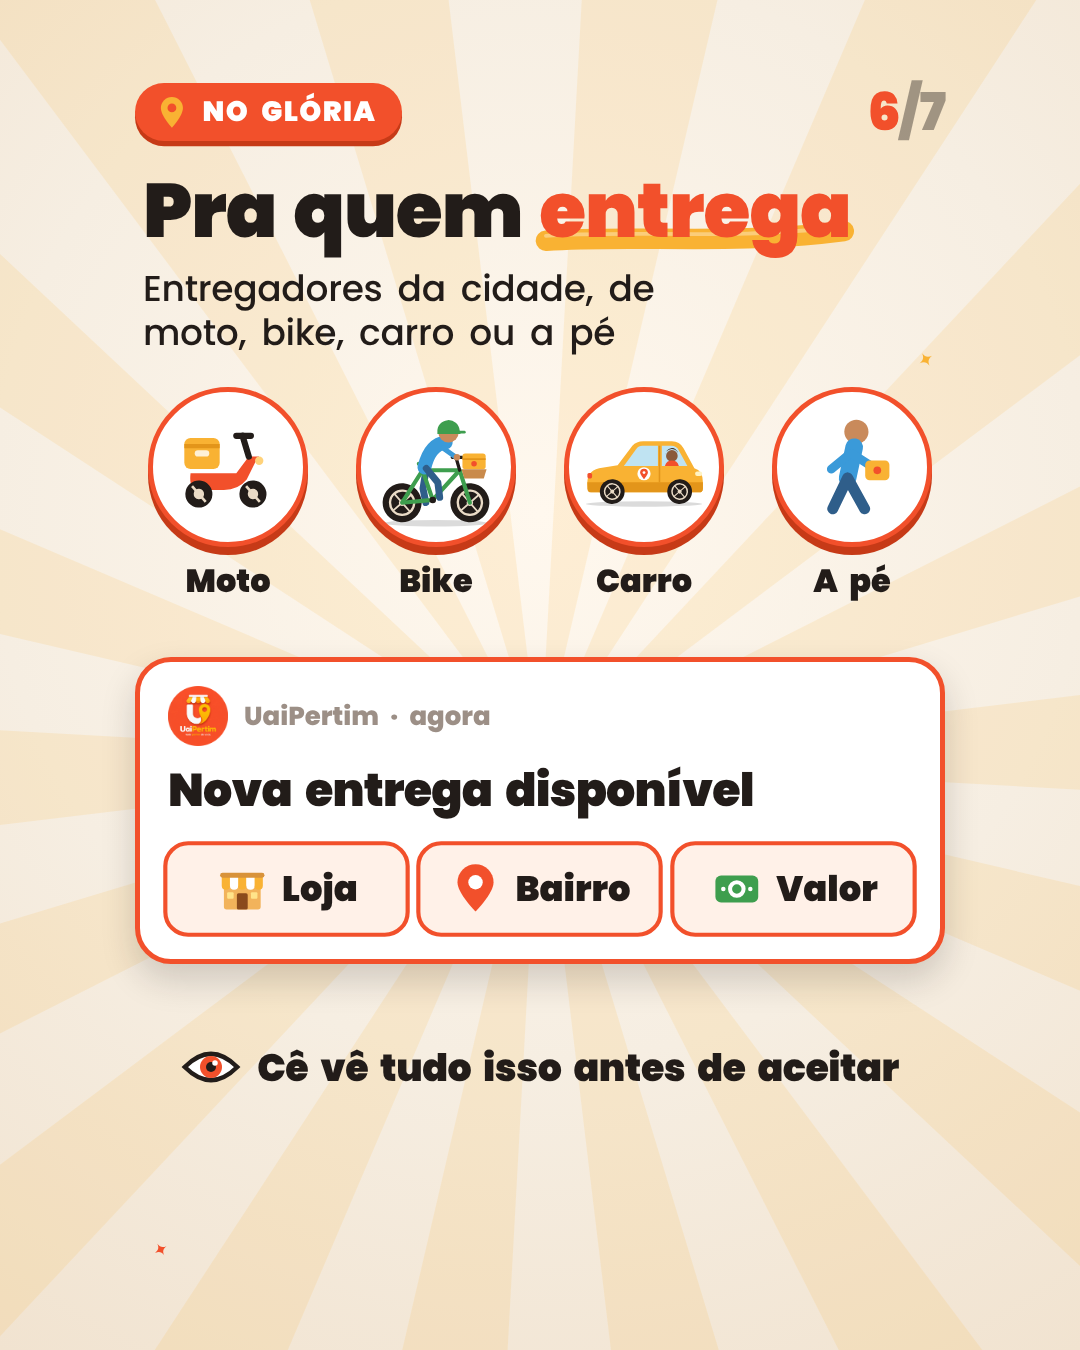 NO GLÓRIA
6/7
Pra quem entrega
Entregadores da cidade, de
moto, bike, carro ou a pé
Moto
Bike
Carro
A pé
UaiPertim
UaiPertim · agora
Nova entrega disponível
Loja
Bairro
Valor
Cê vê tudo isso antes de aceitar